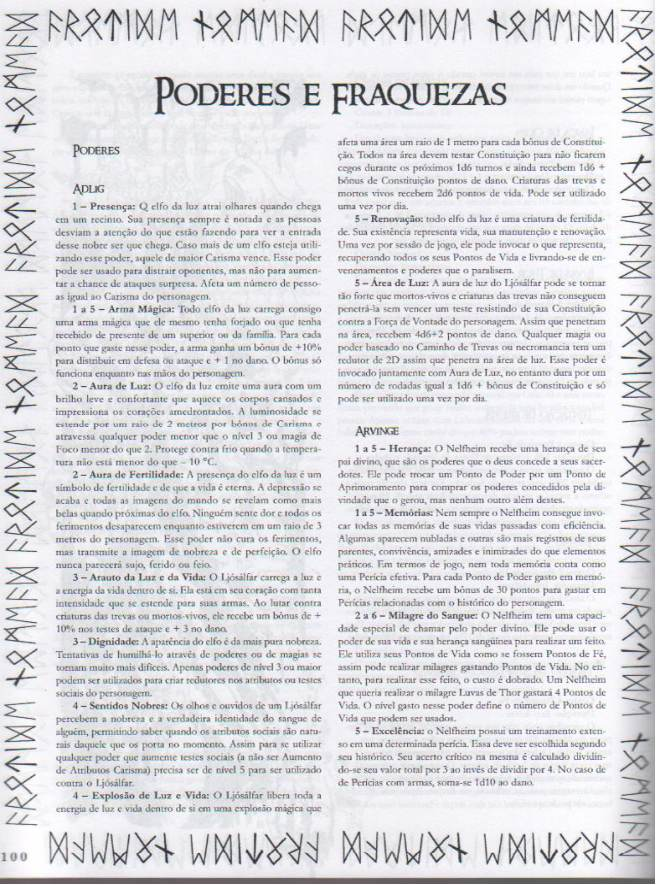 PODERES E FRAQUEZAS
PODERES
ADLIG
1 – Presença: O elfo da luz atrai olhares quando chega
em um recinto. Sua presença sempre é notada e as pessoas
desviam a atenção do que estão fazendo para ver a entrada
desse nobre ser que chega. Caso mais de um elfo esteja utili-
zando esse poder, aquele de maior Carisma vence. Esse poder
pode ser usado para distrair oponentes, mas não para aumen-
tar a chance de ataques surpresa. Afeta um número de pesso-
as igual ao Carisma do personagem.
1 a 5 – Arma Mágica: Todo elfo da luz carrega consigo
uma arma mágica que ele mesmo tenha forjado ou que tenha
recebido de presente de um superior ou da família. Para cada
ponto que gaste nesse poder, a arma ganha um bônus de +10%
para distribuir em defesa ou ataque e + 1 no dano. O bônus só
funciona enquanto nas mãos do personagem.
2 – Aura de Luz: O elfo da luz emite uma aura com um
brilho leve e confortante que aquece os corpos cansados e
impressiona os corações amedrontados. A luminosidade se
estende por um raio de 2 metros por bônus de Carisma e
atravessa qualquer poder menor que o nível 3 ou magia de
Foco menor do que 2. Protege contra frio quando a tempera-
tura não está menor do que – 10 °C.
2 – Aura de Fertilidade: A presença do elfo da luz é um
símbolo de fertilidade e de que a vida é eterna. A depressão se
acaba e todas as imagens do mundo se revelam como mais
belas quando próximas do elfo. Ninguém sente dor e todos os
ferimentos desaparecem enquanto estiverem em um raio de 3
metros do personagem. Esse poder não cura os ferimentos,
mas transmite a imagem de nobreza e de perfeição. O elfo
nunca parecerá sujo, ferido ou feio.
3 – Arauto da Luz e da Vida: O Ljósálfar carrega a luz e
a energia da vida dentro de si. Ela está em seu coração com tanta
intensidade que se estende para suas armas. Ao lutar contra
criaturas das trevas ou mortos-vivos, ele recebe um bônus de +
10% nos testes de ataque e + 3 no dano.
3 – Dignidade: A aparência do elfo é da mais pura nobreza.
Tentativas de humilhá-lo através de poderes ou de magias se
tornam muito mais difíceis. Apenas poderes de nível 3 ou maior
podem ser utilizados para criar redutores nos atributos ou testes
sociais do personagem.
4 – Sentidos Nobres: Os olhos e ouvidos de um Ljósálfar
percebem a nobreza e a verdadeira identidade do sangue de
alguém, permitindo saber quando os atributos sociais são natu-
rais daquele que os porta no momento. Assim para se utilizar
qualquer poder que aumente testes sociais (a não ser Aumento
de Atributos Carisma) precisa ser de nível 5 para ser utilizado
contra o Ljósálfar.
4 – Explosão de Luz e Vida: O Ljósálfar libera toda a
energia de luz e vida dentro de si em uma explosão mágica que
afeta uma área um raio de 1 metro para cada bônus de Constitui-
ção. Todos na área devem testar Constituição para não ficarem
cegos durante os próximos 1d6 turnos e ainda recebem 1d6 +
bônus de Constituição pontos de dano. Criaturas das trevas e
mortos vivos recebem 2d6 pontos de vida. Pode ser utilizado
uma vez por dia.
5 – Renovação: todo elfo da luz é uma criatura de fertilida-
de. Sua existência representa vida, sua manutenção e renovação.
Uma vez por sessão de jogo, ele pode invocar o que representa,
recuperando todos os seus Pontos de Vida e livrando-se de en-
venenamentos e poderes que o paralisem.
5 – Área de Luz: A aura de luz do Ljósálfar pode se tornar
tão forte que mortos-vivos e criaturas das trevas não conseguem
penetrá-la sem vencer um teste resistindo de sua Constituição
contra a Força de Vontade do personagem. Assim que penetram
na área, recebem 4d6+2 pontos de dano. Qualquer magia ou
poder baseado no Caminho de Trevas ou necromancia tem um
redutor de 2D assim que penetra na área de luz. Esse poder é
invocado juntamente com Aura de Luz, no entanto dura por um
número de rodadas igual a 1d6 + bônus de Constituição e só
pode ser utilizado uma vez por dia.
ARVINGE
1 a 5 – Herança: O Nelfheim recebe uma herança de seu
pai divino, que são os poderes que o deus concede a seus sacer-
dotes. Ele pode trocar um Ponto de Poder por um Ponto de
Aprimoramento para comprar os poderes concedidos pela di-
vindade que o gerou, mas nenhum outro além destes.
1 a 5 – Memórias: Nem sempre o Nelfheim consegue invo-
car todas as memórias de suas vidas passadas com eficiência.
Algumas aparecem nubladas e outras são mais registros de seus
parentes, convivência, amizades e inimizades do que elementos
práticos. Em termos de jogo, nem toda memória conta como
uma Perícia efetiva. Para cada Ponto de Poder gasto em memó-
ria, o Nelfheim recebe um bônus de 30 pontos para gastar em
Perícias relacionadas com o histórico do personagem.
2 a 6 – Milagre do Sangue: O Nelfheim tem uma capaci-
dade especial de chamar pelo poder divino. Ele pode usar o
poder de sua vida e sua herança sangüínea para realizar um feito.
Ele utiliza seus Pontos de Vida como se fossem Pontos de Fé,
assim pode realizar milagres gastando Pontos de Vida. No en-
tanto, para realizar esse feito, o custo é dobrado. Um Nelfheim
que queria realizar o milagre Luvas de Thor gastará 4 Pontos de
Vida. O nível gasto nesse poder define o número de Pontos de
Vida que podem ser usados.
5 – Excelência: o Nelfheim possui um treinamento exten-
so em uma determinada perícia. Essa deve ser escolhida segundo
seu histórico. Seu acerto crítico na mesma é calculado dividin-
do-se seu valor total por 3 ao invés de dividir por 4. No caso de
de Perícias com armas, soma-se 1d10 ao dano.
100